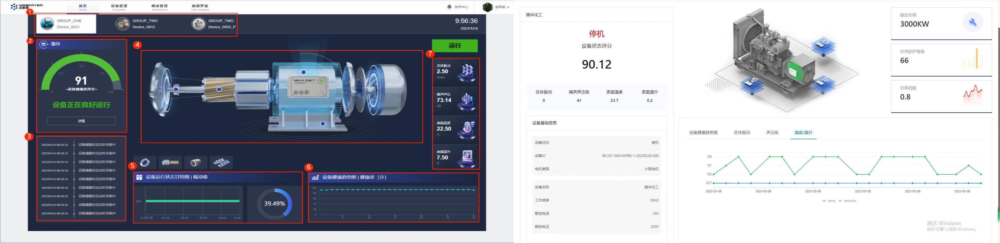 MOSCRYER
占星者
首页
Home
设备管理
Equipment
维保管理
Maintenance
数据罗盘
Data Navigator
技术中心
李家威
1
GROUP_ONE
Device_0031
GROUP_TWO
Device_0012
GROUP_TWO
Device_0033_P
9:56:36
2022/1/24
2
事件
0
25
50
75
100
91
-设备健康度评分-
设备正在良好运行
详情
3
2022/01/24 09:56:33 设备健康状态实时采集中
2022/01/24 09:56:33 设备健康状态实时采集中
2022/01/24 09:56:34 设备健康状态实时采集中
2022/01/24 09:56:34 设备健康状态实时采集中
2022/01/24 09:56:34 设备健康状态实时采集中
2022/01/24 09:56:34 设备健康状态实时采集中
2022/01/24 09:56:35 设备健康状态实时采集中
2022/01/24 09:56:35 设备健康状态实时采集中
2022/01/24 09:56:35 设备健康状态实时采集中
4
运行
7
总体振动
2.50
mm/s
噪声声压
73.14
dB
表面温度
22.50
℃
表面温升
7.50
K
5
设备运行状态甘特图 | 稼动率
运行
01月24号 02:00 04:00 06:00 08:00 10:00
39.49%
6
设备健康趋势图 | 健康度（分）
100
80
60
40
20
0
5 10 15 20 25 30
锦华化工
停机
设备状态评分
90.12
总体振动 噪声声压级 表面温度 表面温升
0 41 23.7 0.2
设备基础信息
设备状态 停机
设备ID 88.181.1666/WFBB-1-20230224-009
电机类型 小型电机
设备名称 锦华化工
工作频率 50HZ
额定电流 10A
额定电压 220V
额定功率
3000KW
外壳防护等级
66
功率因数
0.8
设备健康趋势图 总体振动 声压级 温度/温升
0.0
0.1
0.2
23.7
2023-05-08 2023-05-08 2023-05-08 2023-05-08 2023-05-08 2023-05-08
temp temprise
激活 Windows
转到"设置"以激活 Windows。